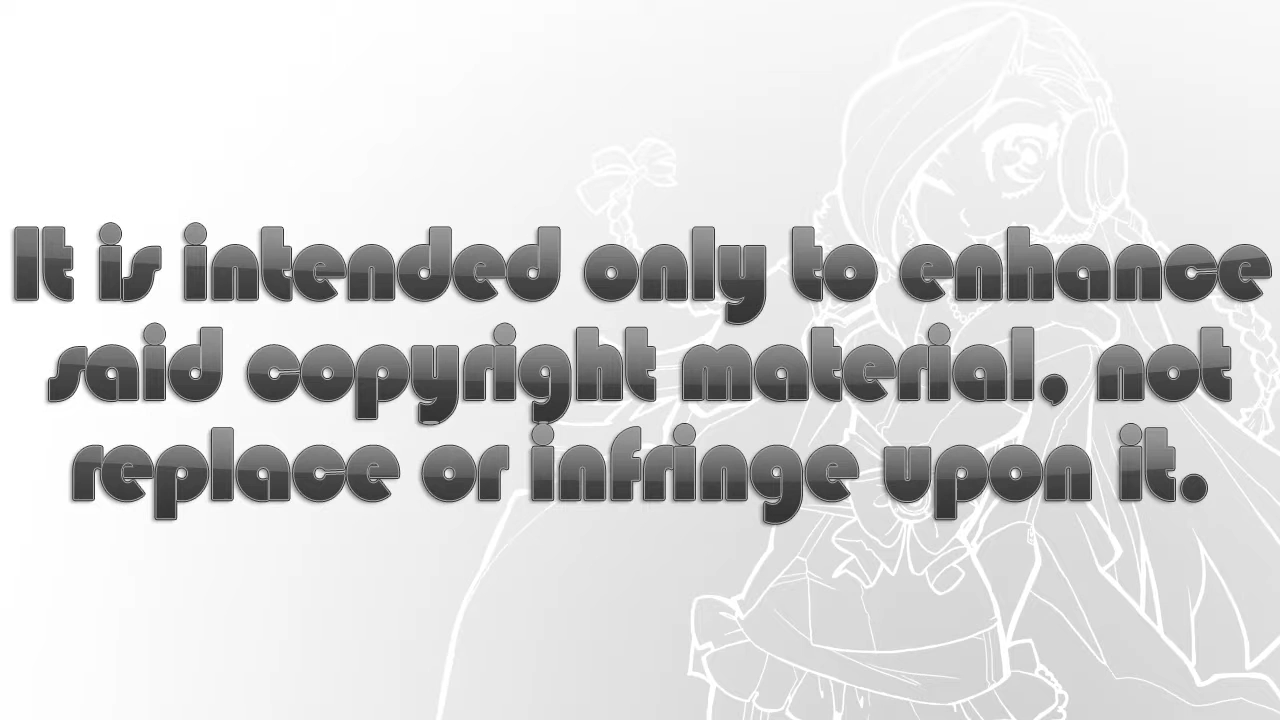 It is intended only to enhance
said copyright material, not
replace or infringe upon it.